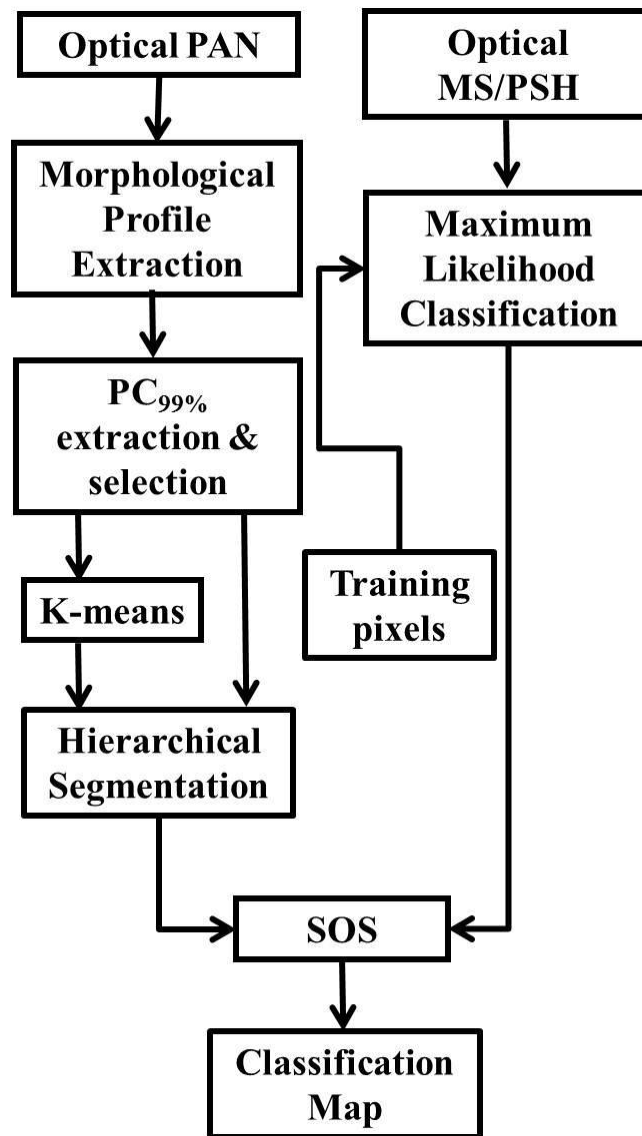 Optical PAN
Optical
MS/PSH
Morphological
Profile
Extraction
Maximum
Likelihood
Classification
PC99%
extraction &
selection
K-means
Training
pixels
Hierarchical
Segmentation
SOS
Classification
Map